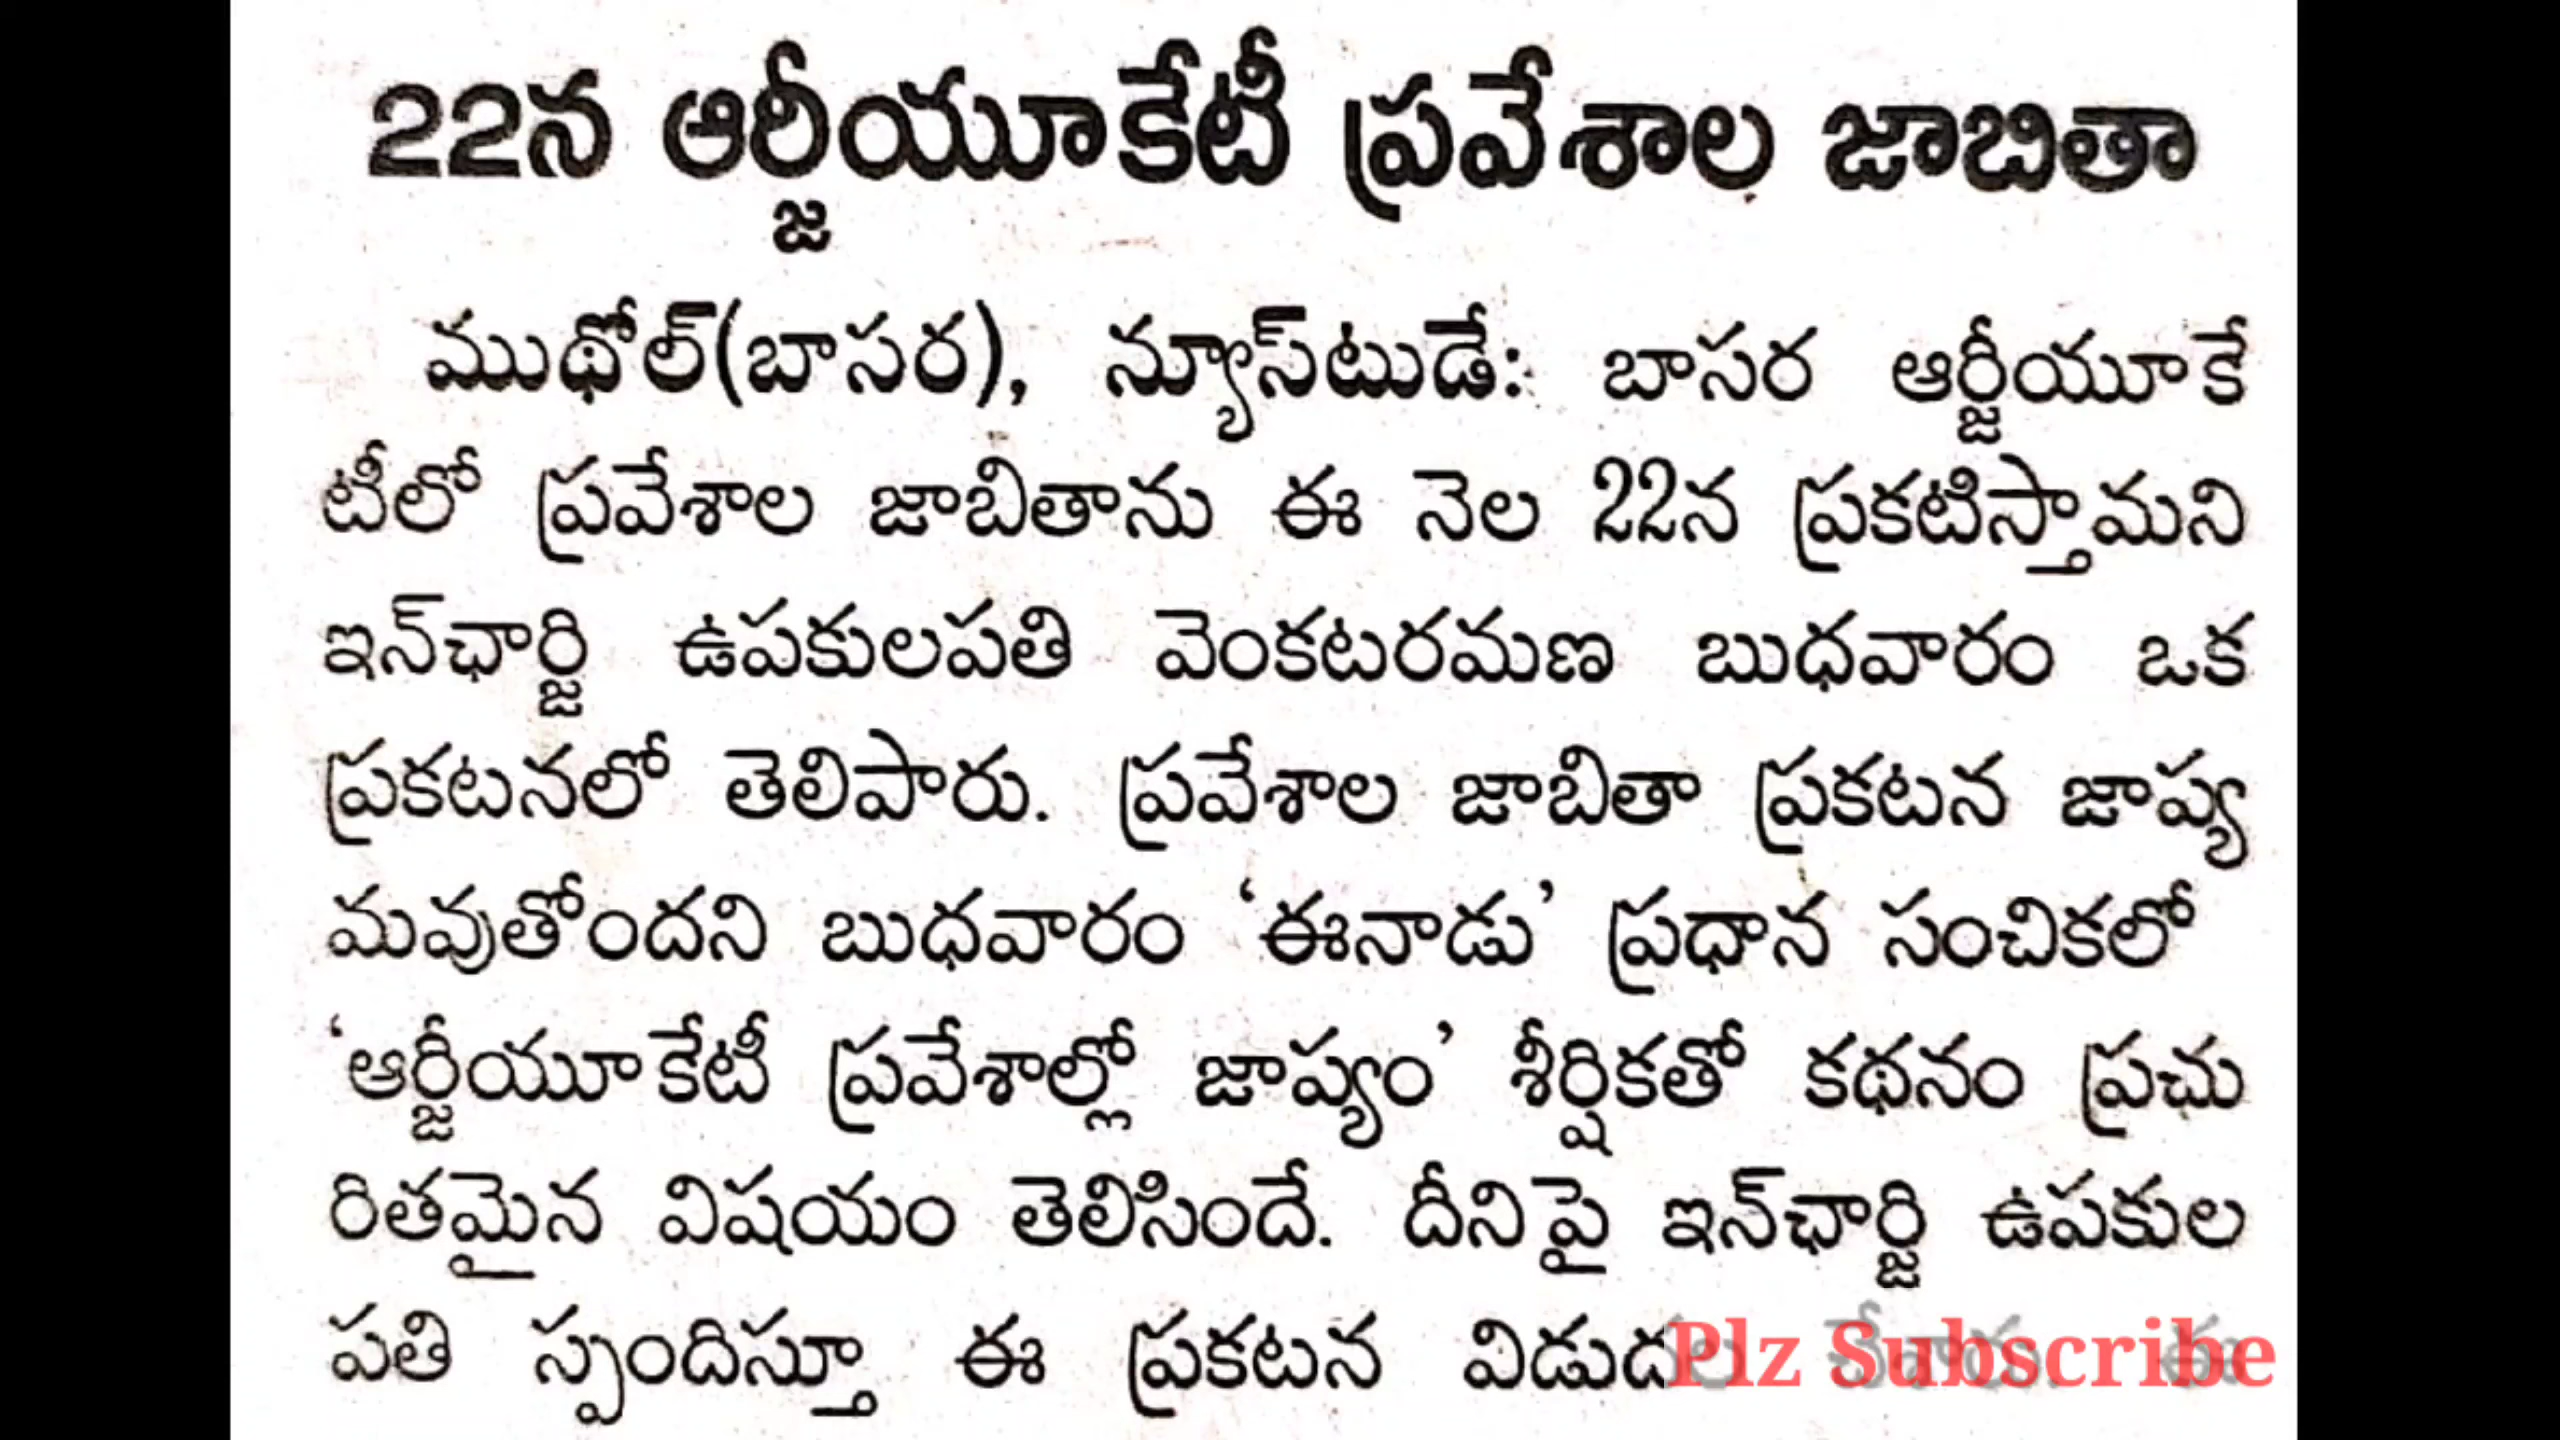 22న ఆర్జీయూకేటీ ప్రవేశాల జాబితా
ముథోల్(బాసర), న్యూస్‌టుడే: బాసర ఆర్జీయూకే
టీలో ప్రవేశాల జాబితాను ఈ నెల 22న ప్రకటిస్తామని
ఇన్‌ఛార్జి ఉపకులపతి వెంకటరమణ బుధవారం ఒక
ప్రకటనలో తెలిపారు. ప్రవేశాల జాబితా ప్రకటన జాప్య
మవుతోందని బుధవారం ‘ఈనాడు’ ప్రధాన సంచికలో
‘ఆర్జీయూకేటీ ప్రవేశాల్లో జాప్యం’ శీర్షికతో కథనం ప్రచు
రితమైన విషయం తెలిసిందే. దీనిపై ఇన్‌ఛార్జి ఉపకుల
పతి స్పందిస్తూ ఈ ప్రకటన విడుదల
Plz Subscribe